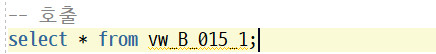 -- 호출
select * from vw_B_015_1;